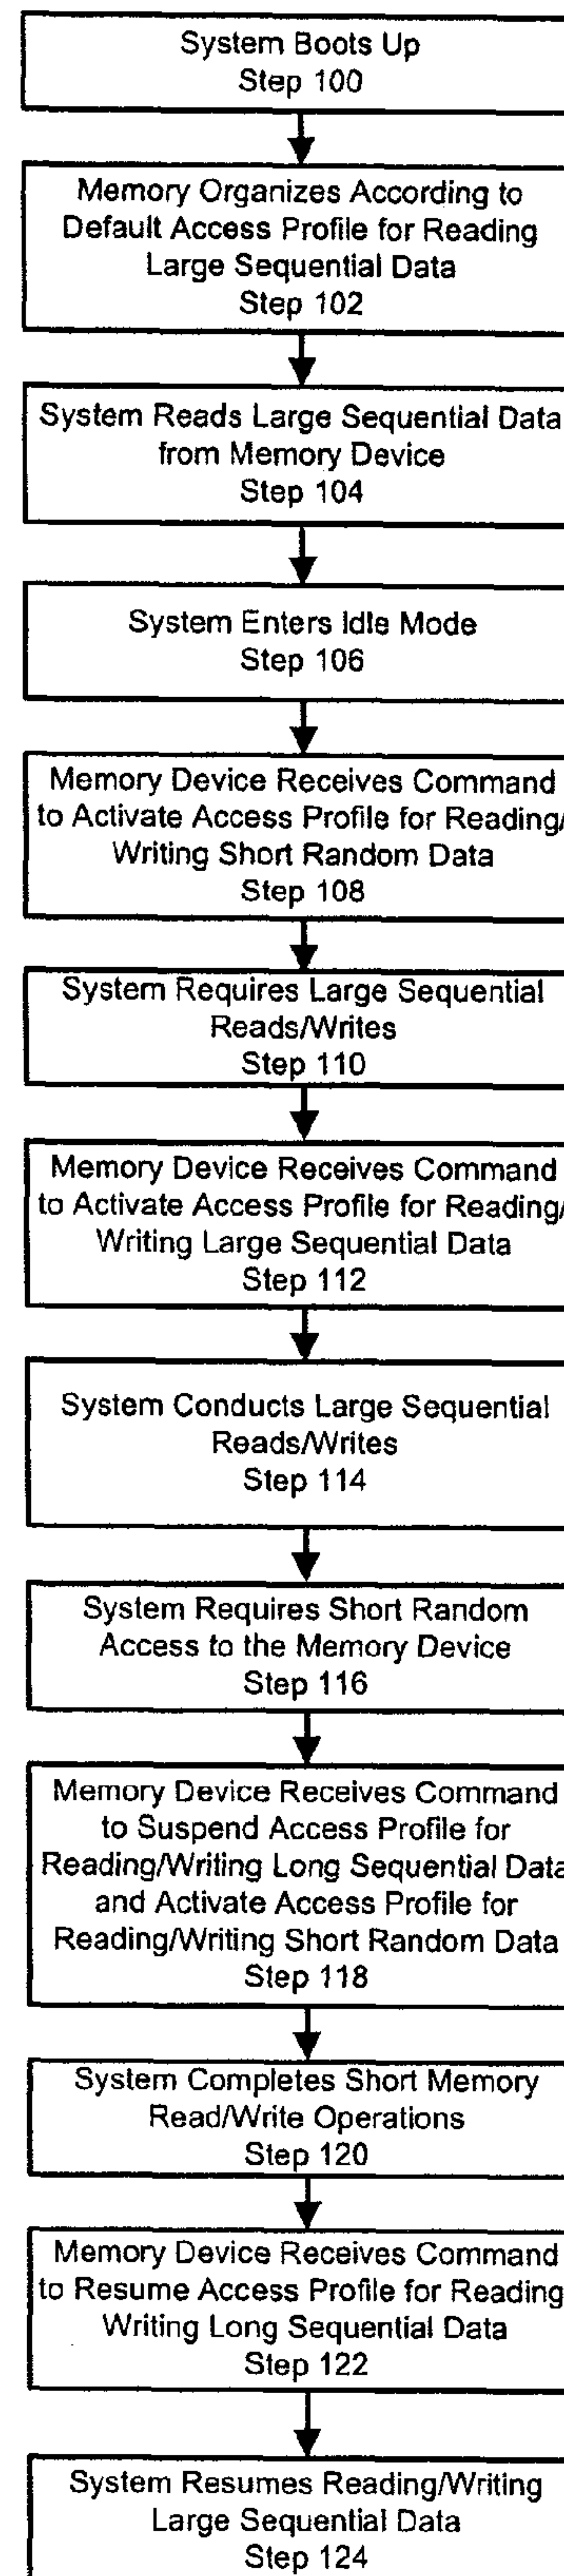 System Boots Up
Step 100
Memory Organizes According to
Default Access Profile for Reading
Large Sequential Data
Step 102
System Reads Large Sequential Data
from Memory Device
Step 104
System Enters Idle Mode
Step 106
Memory Device Receives Command
to Activate Access Profile for Reading/
Writing Short Random Data
Step 108
System Requires Large Sequential
Reads/Writes
Step 110
Memory Device Receives Command
to Activate Access Profile for Reading/
Writing Large Sequential Data
Step 112
System Conducts Large Sequential
Reads/Writes
Step 114
System Requires Short Random
Access to the Memory Device
Step 116
Memory Device Receives Command
to Suspend Access Profile for
Reading/Writing Long Sequential Data
and Activate Access Profile for
Reading/Writing Short Random Data
Step 118
System Completes Short Memory
Read/Write Operations
Step 120
Memory Device Receives Command
to Resume Access Profile for Reading
Writing Long Sequential Data
Step 122
System Resumes Reading/Writing
Large Sequential Data
Step 124